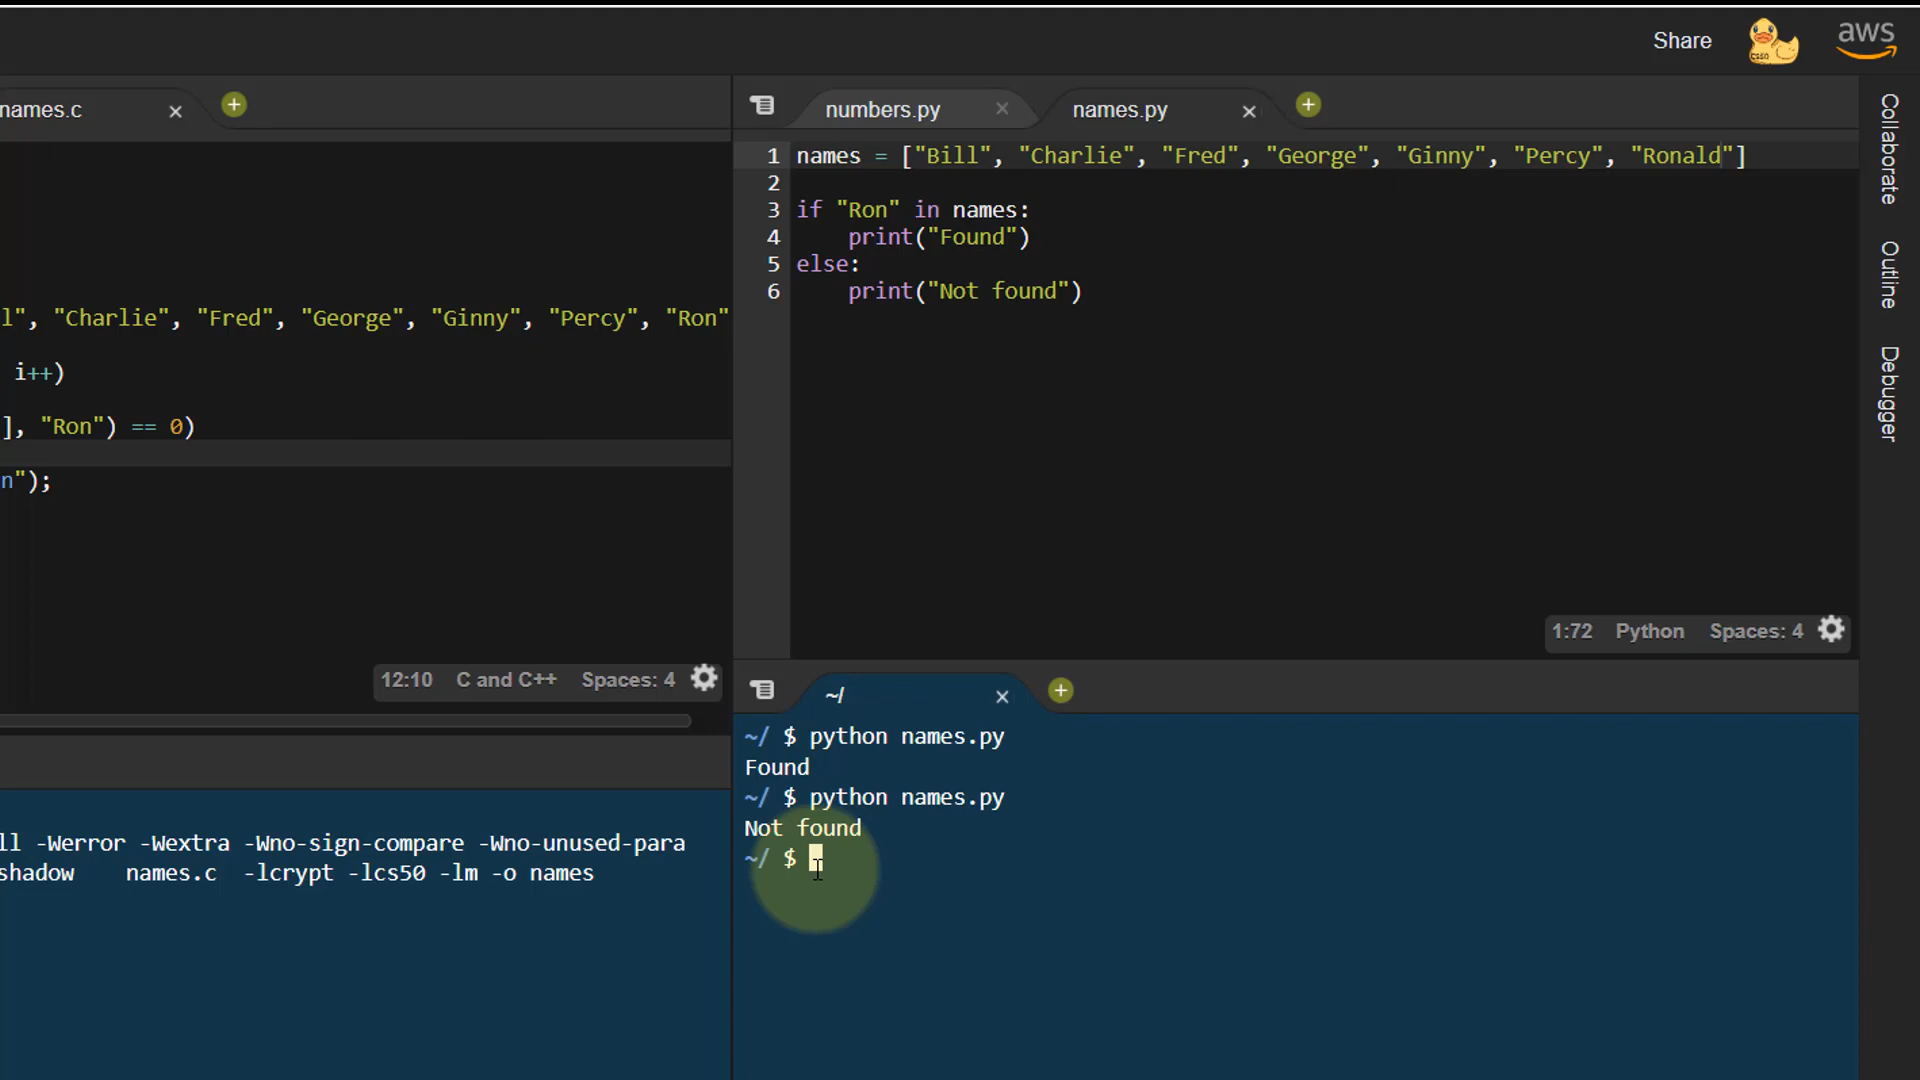 Share
CS50
aws
names.c
l", "Charlie", "Fred", "George", "Ginny", "Percy", "Ron"
i++)
], "Ron") == 0)
n");
12:10 C and C++ Spaces: 4
ll -Werror -Wextra -Wno-sign-compare -Wno-unused-para
shadow    names.c  -lcrypt -lcs50 -lm -o names
numbers.py
names.py
1 names = ["Bill", "Charlie", "Fred", "George", "Ginny", "Percy", "Ronald"]
2
3 if "Ron" in names:
4     print("Found")
5 else:
6     print("Not found")
1:72 Python Spaces: 4
~/
~/ $ python names.py
Found
~/ $ python names.py
Not found
~/ $
Collaborate
Outline
Debugger